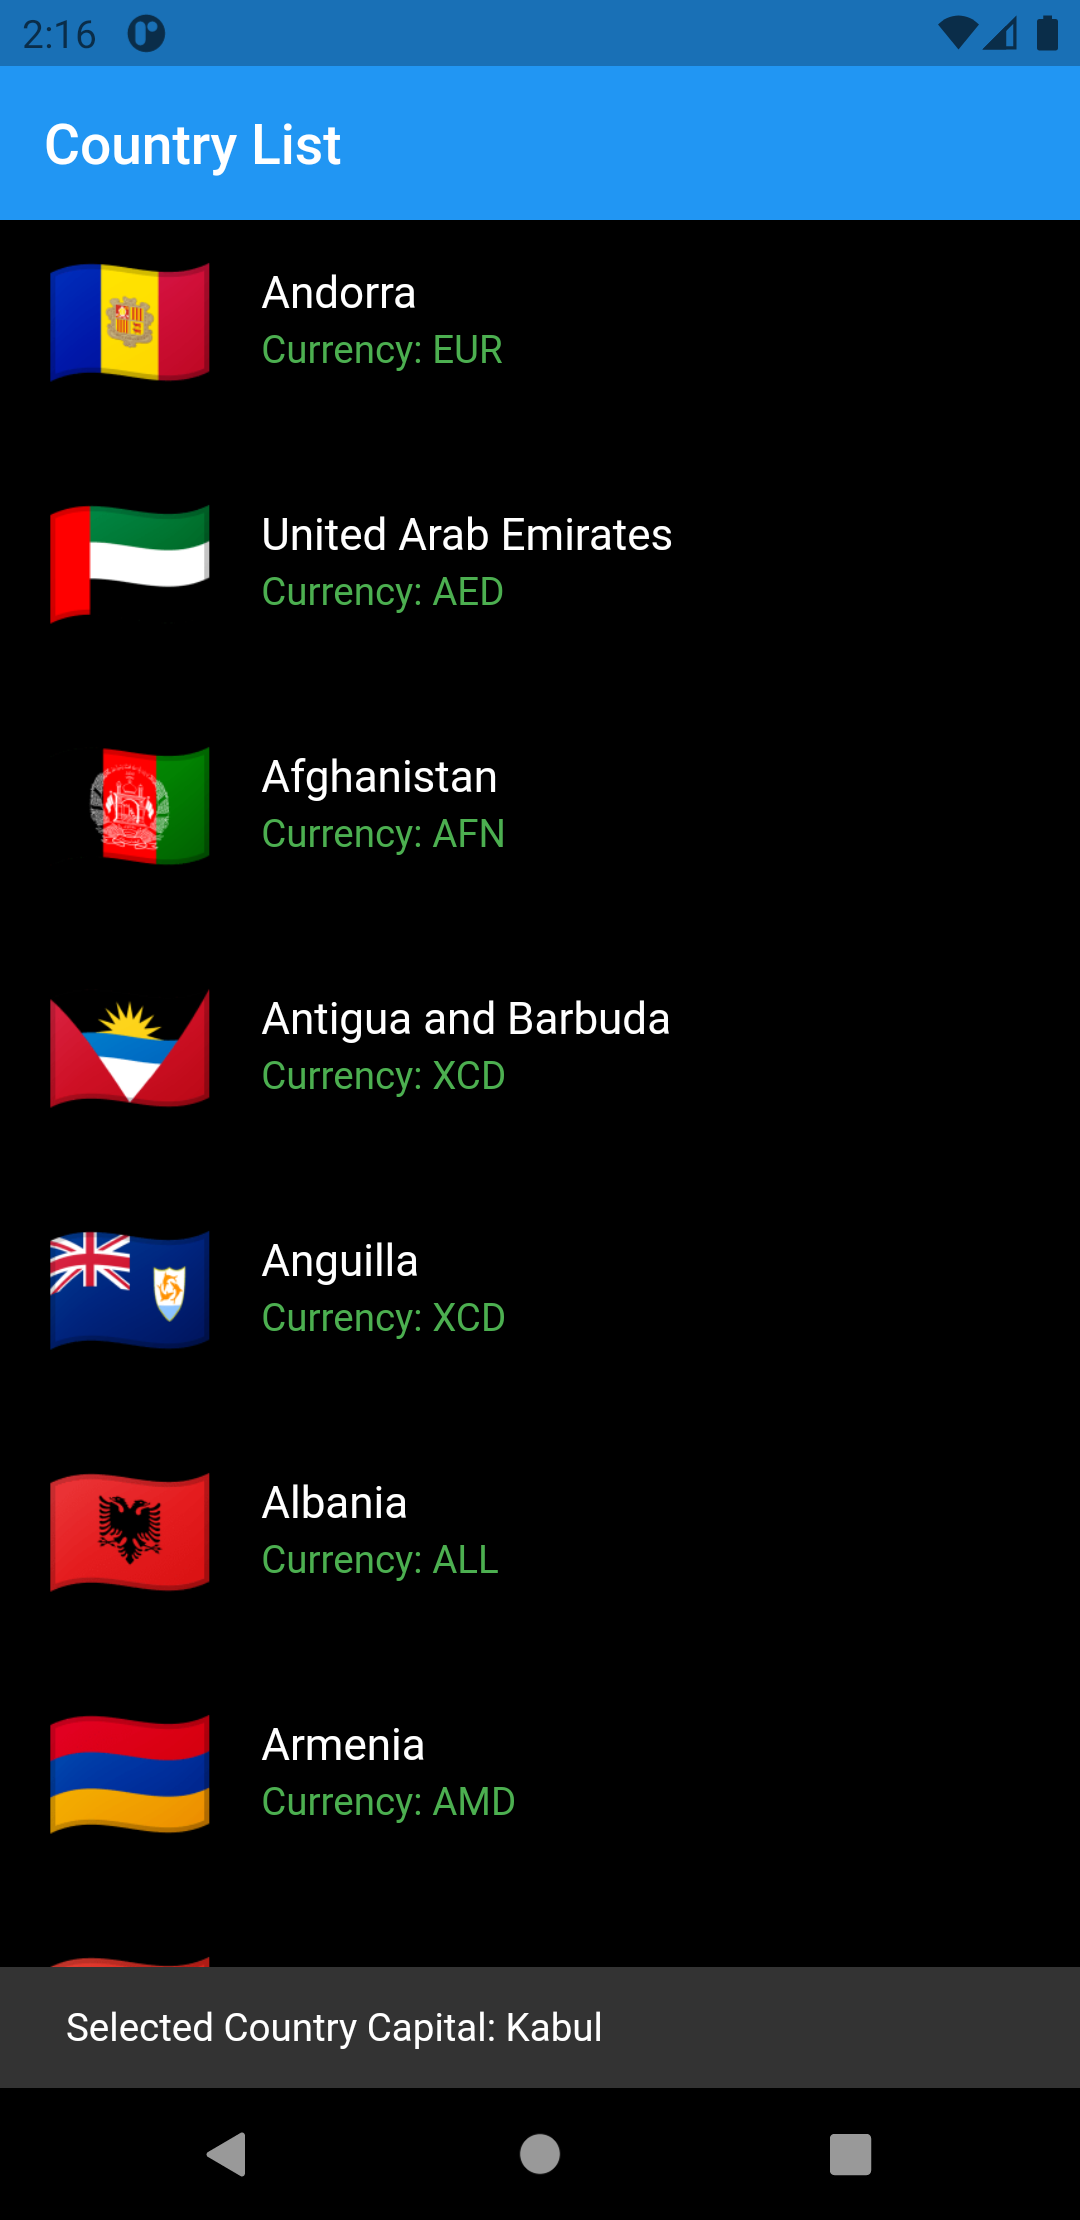 2:16
Country List
Andorra
Currency: EUR
United Arab Emirates
Currency: AED
Afghanistan
Currency: AFN
Antigua and Barbuda
Currency: XCD
Anguilla
Currency: XCD
Albania
Currency: ALL
Armenia
Currency: AMD
Selected Country Capital: Kabul